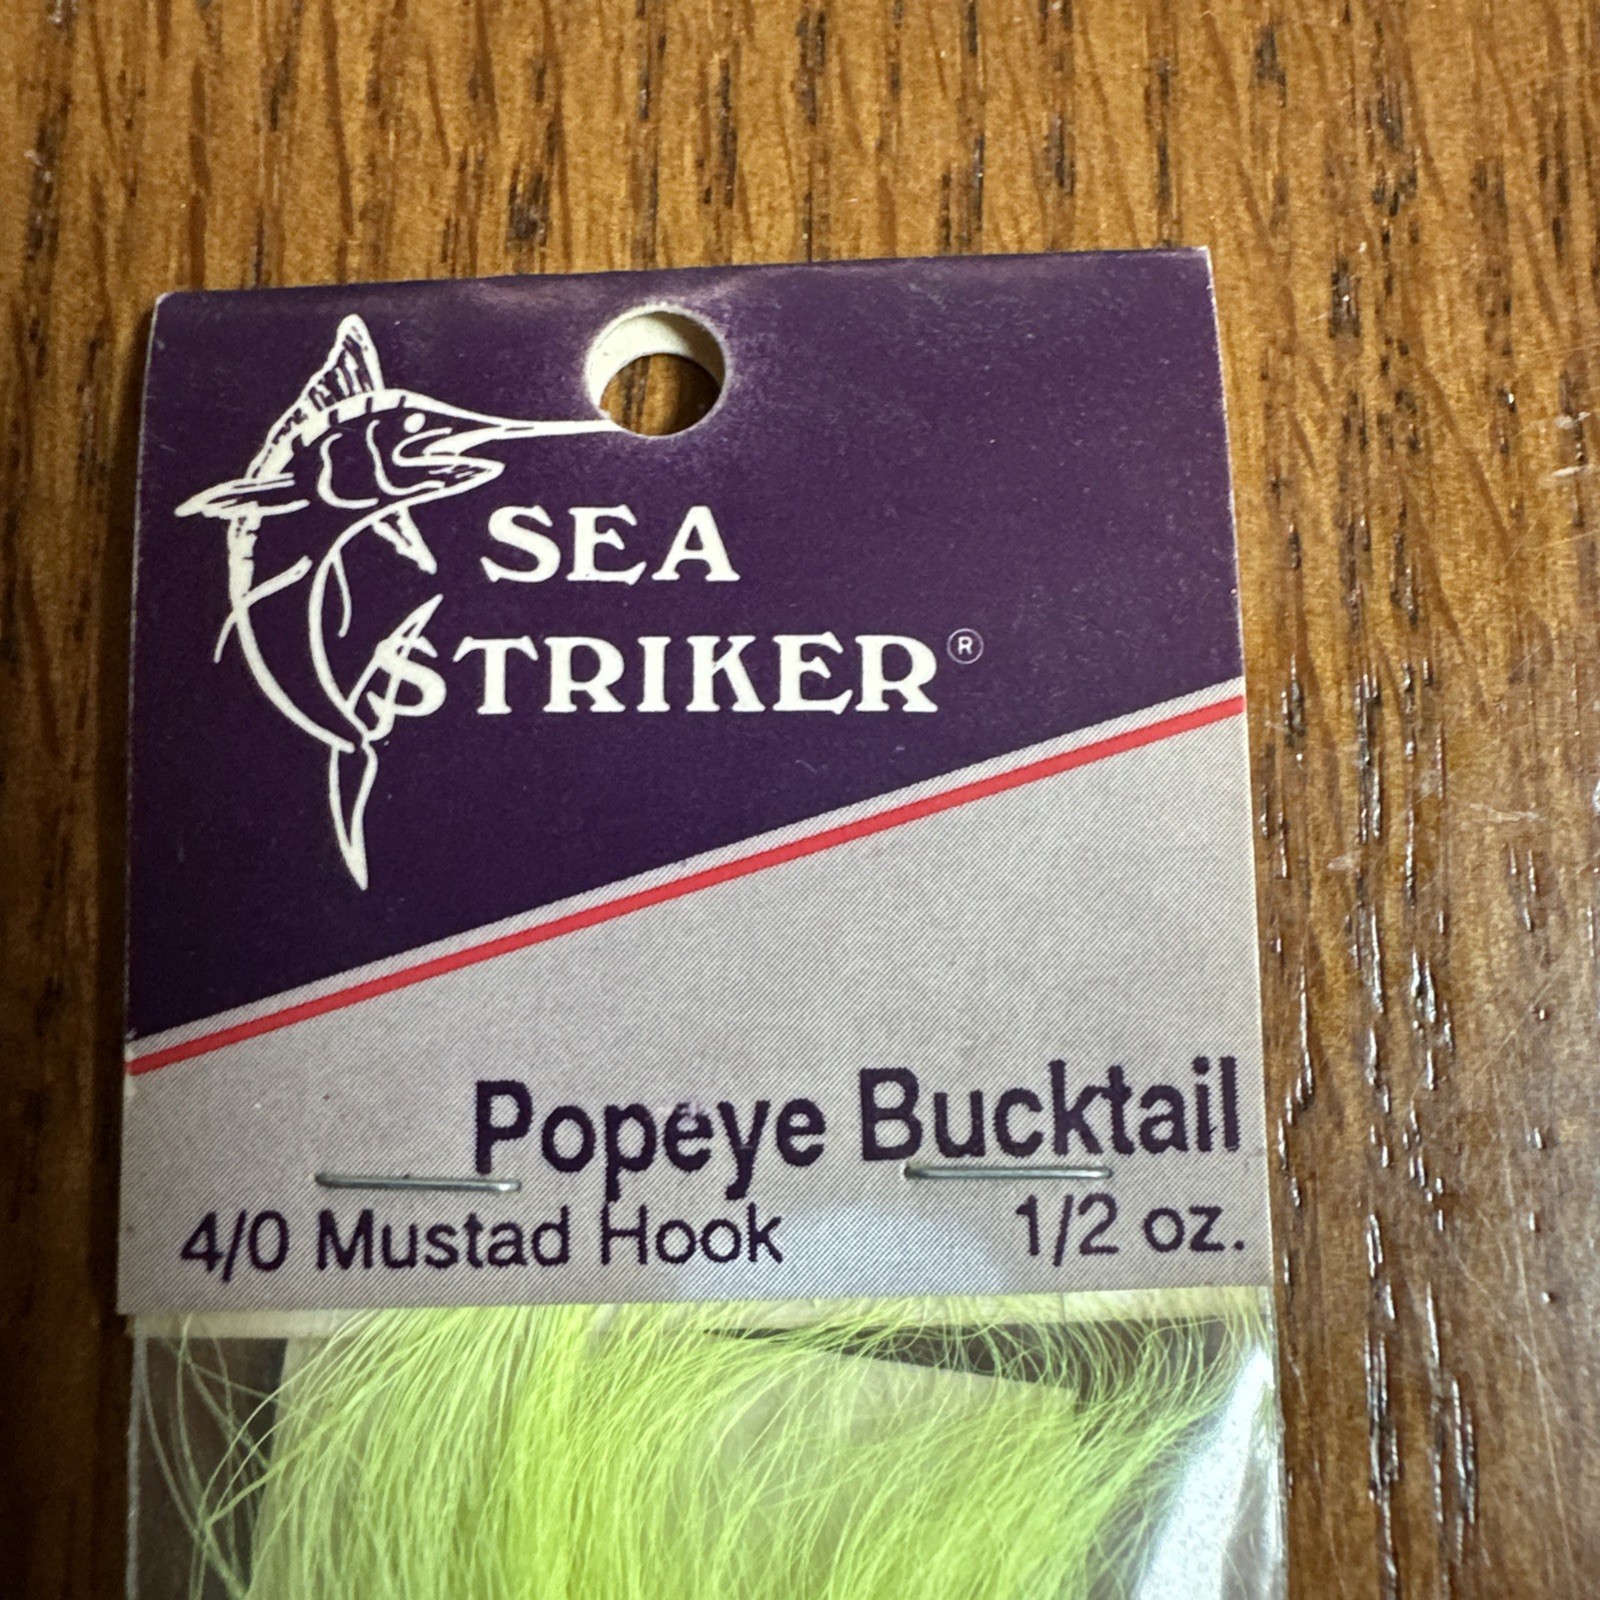 SEA
STRIKER®
Popeye Bucktail
4/0 Mustad Hook 1/2 oz.